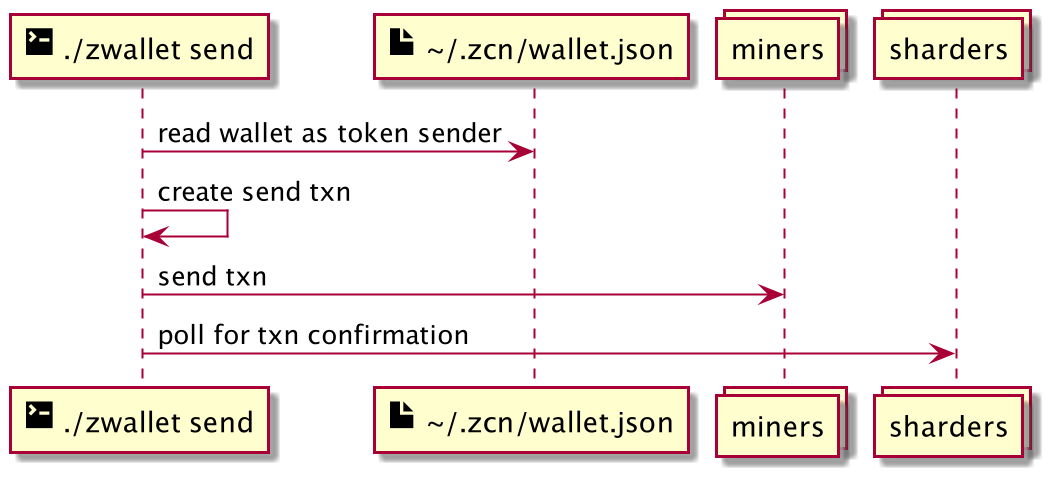 ./zwallet send
~/.zcn/wallet.json
miners
sharders
read wallet as token sender
create send txn
send txn
poll for txn confirmation
./zwallet send
~/.zcn/wallet.json
miners
sharders